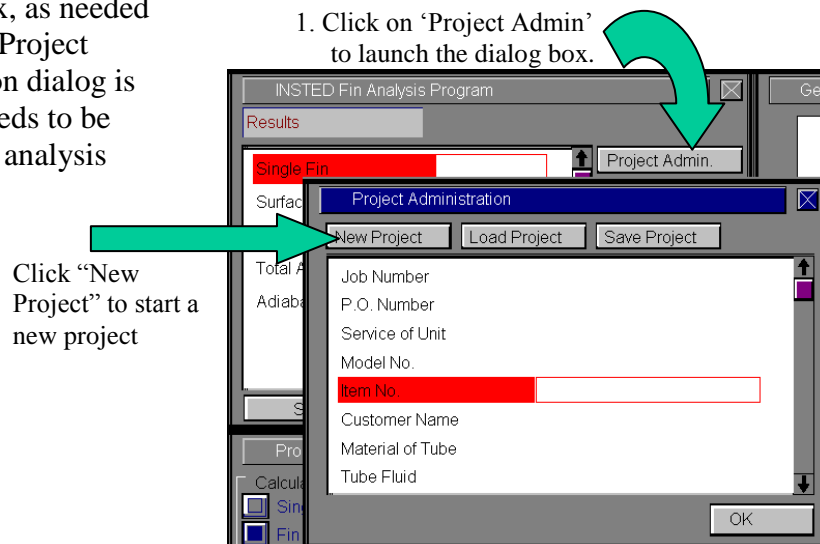 x, as needed
Project
on dialog is
eds to be
analysis
1. Click on ‘Project Admin’
to launch the dialog box.
INSTED Fin Analysis Program
Ge
Results
Single Fin
Project Admin.
Surfac
Project Administration
New Project
Load Project
Save Project
Total A
Adiaba
Click “New
Project” to start a
new project
Job Number
P.O. Number
Service of Unit
Model No.
Item No.
Customer Name
Material of Tube
Tube Fluid
S
Pro
Calcula
Sing
Fin
OK